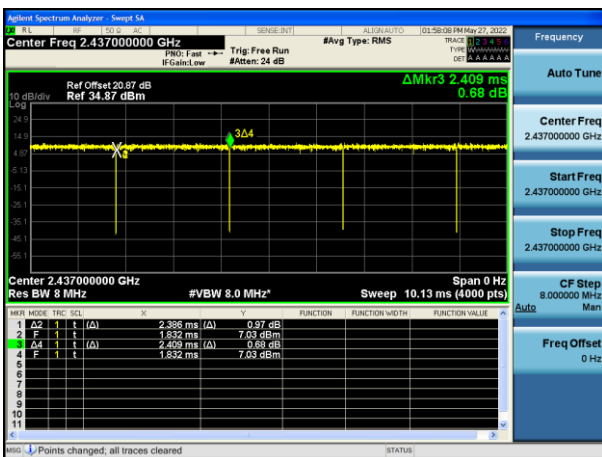 Agilent Spectrum Analyzer - Swept SA
RL RF 50 Ω AC SENSE:INT ALIGNAUTO 01:58:08 PM May 27, 2022
Center Freq 2.437000000 GHz
PNO: Fast
IFGain:Low
Trig: Free Run
#Atten: 24 dB
#Avg Type: RMS
TRACE 1 2 3 4 5 6
TYPE
DET A A A A A A
Frequency
Auto Tune
Center Freq
2.437000000 GHz
Start Freq
2.437000000 GHz
Stop Freq
2.437000000 GHz
CF Step
8.000000 MHz
Auto Man
Freq Offset
0 Hz
ΔMkr3 2.409 ms
0.68 dB
Ref Offset 20.87 dB
10 dB/div Ref 34.87 dBm
Log
24.9
14.9
4.87
-5.13
-15.1
-25.1
-35.1
-45.1
-55.1
X2
3Δ4
Center 2.437000000 GHz Span 0 Hz
Res BW 8 MHz #VBW 8.0 MHz* Sweep 10.13 ms (4000 pts)
MKR MODE TRC SCL X Y FUNCTION FUNCTION WIDTH FUNCTION VALUE
1 Δ2 1 t (Δ) 2.386 ms (Δ) 0.97 dB
2 F 1 t 1.832 ms 7.03 dBm
3 Δ4 1 t (Δ) 2.409 ms (Δ) 0.68 dB
4 F 1 t 1.832 ms 7.03 dBm
5
6
7
8
9
10
11
MSG Points changed; all traces cleared STATUS